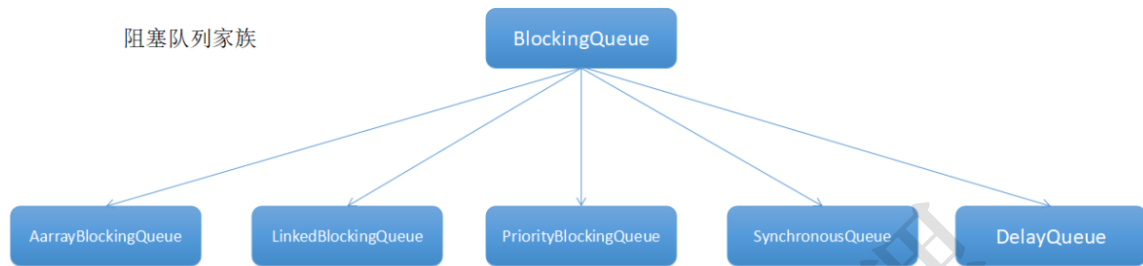 阻塞队列家族
BlockingQueue
AarrayBlockingQueue
LinkedBlockingQueue
PriorityBlockingQueue
SynchronousQueue
DelayQueue